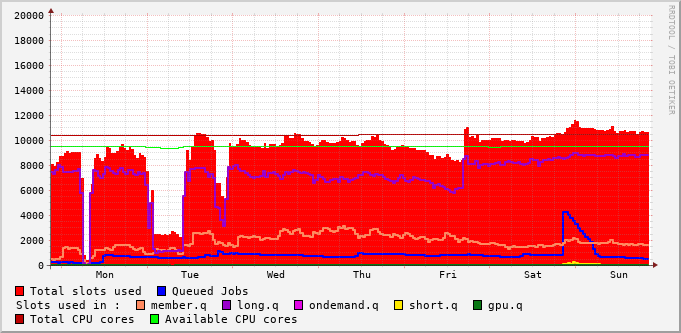 20000
18000
16000
14000
12000
10000
8000
6000
4000
2000
0
Mon Tue Wed Thu Fri Sat Sun
RRDTOOL / TOBI OETIKER
Total slots used Queued Jobs
Slots used in : member.q long.q ondemand.q short.q gpu.q
Total CPU cores Available CPU cores